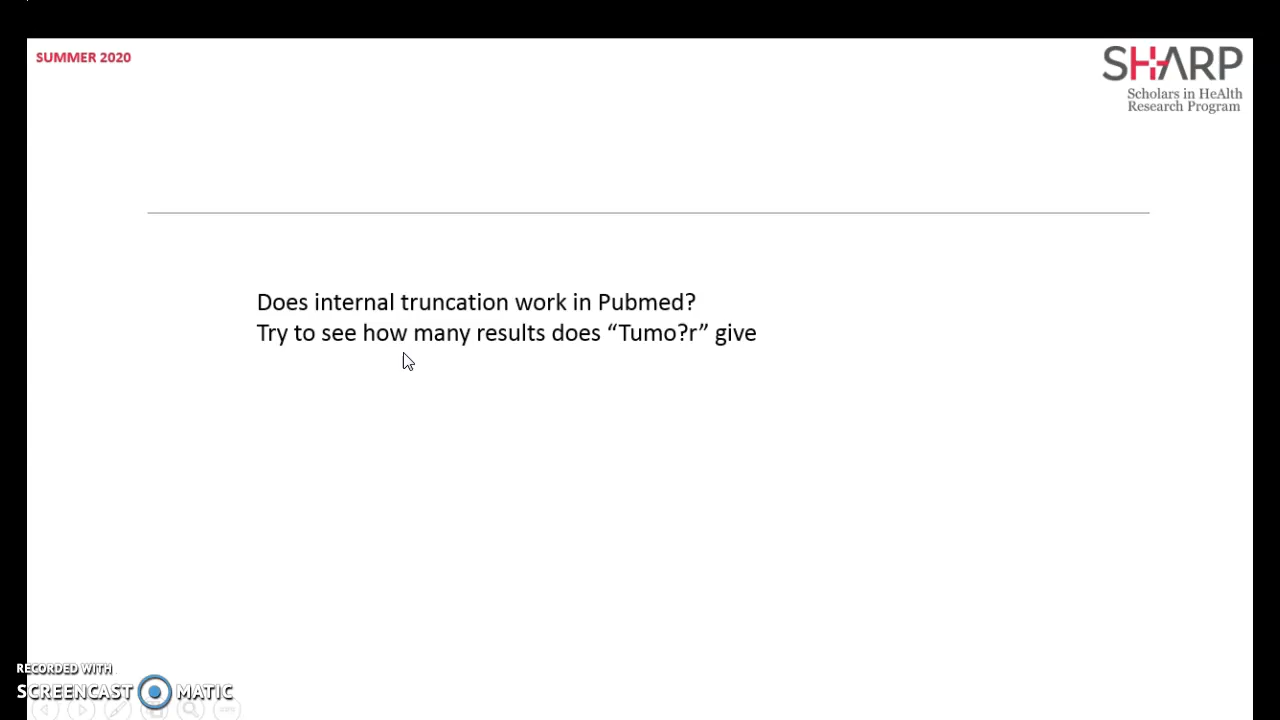 SUMMER 2020
SHARP
Scholars in HeAlth
Research Program
Does internal truncation work in Pubmed?
Try to see how many results does “Tumo?r” give
RECORDED WITH
SCREENCAST MATIC